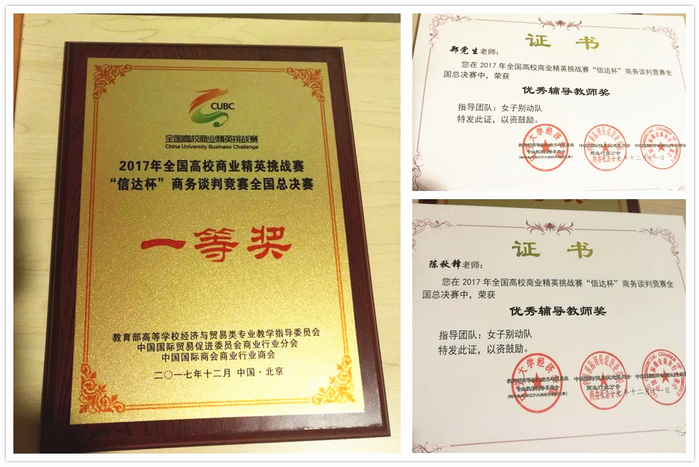 CUBC
全国高校商业精英挑战赛
China University Business Challenge
2017年全国高校商业精英挑战赛
“信达杯”商务谈判竞赛全国总决赛
一等奖
教育部高等学校经济与贸易类专业教学指导委员会
中国国际贸易促进委员会商业行业分会
中国国际商会商业行业商会
二〇一七年十二月 中国·北京
证书
郑觉生老师:
您在2017年全国高校商业精英挑战赛“信达杯”商务谈判竞赛全
国总决赛中,荣获
优秀辅导教师奖
指导团队:女子别动队
特发此证,以资鼓励。
证书
陈秋锋老师:
您在2017年全国高校商业精英挑战赛“信达杯”商务谈判竞赛全
国总决赛中,荣获
优秀辅导教师奖
指导团队:女子别动队
特发此证,以资鼓励。